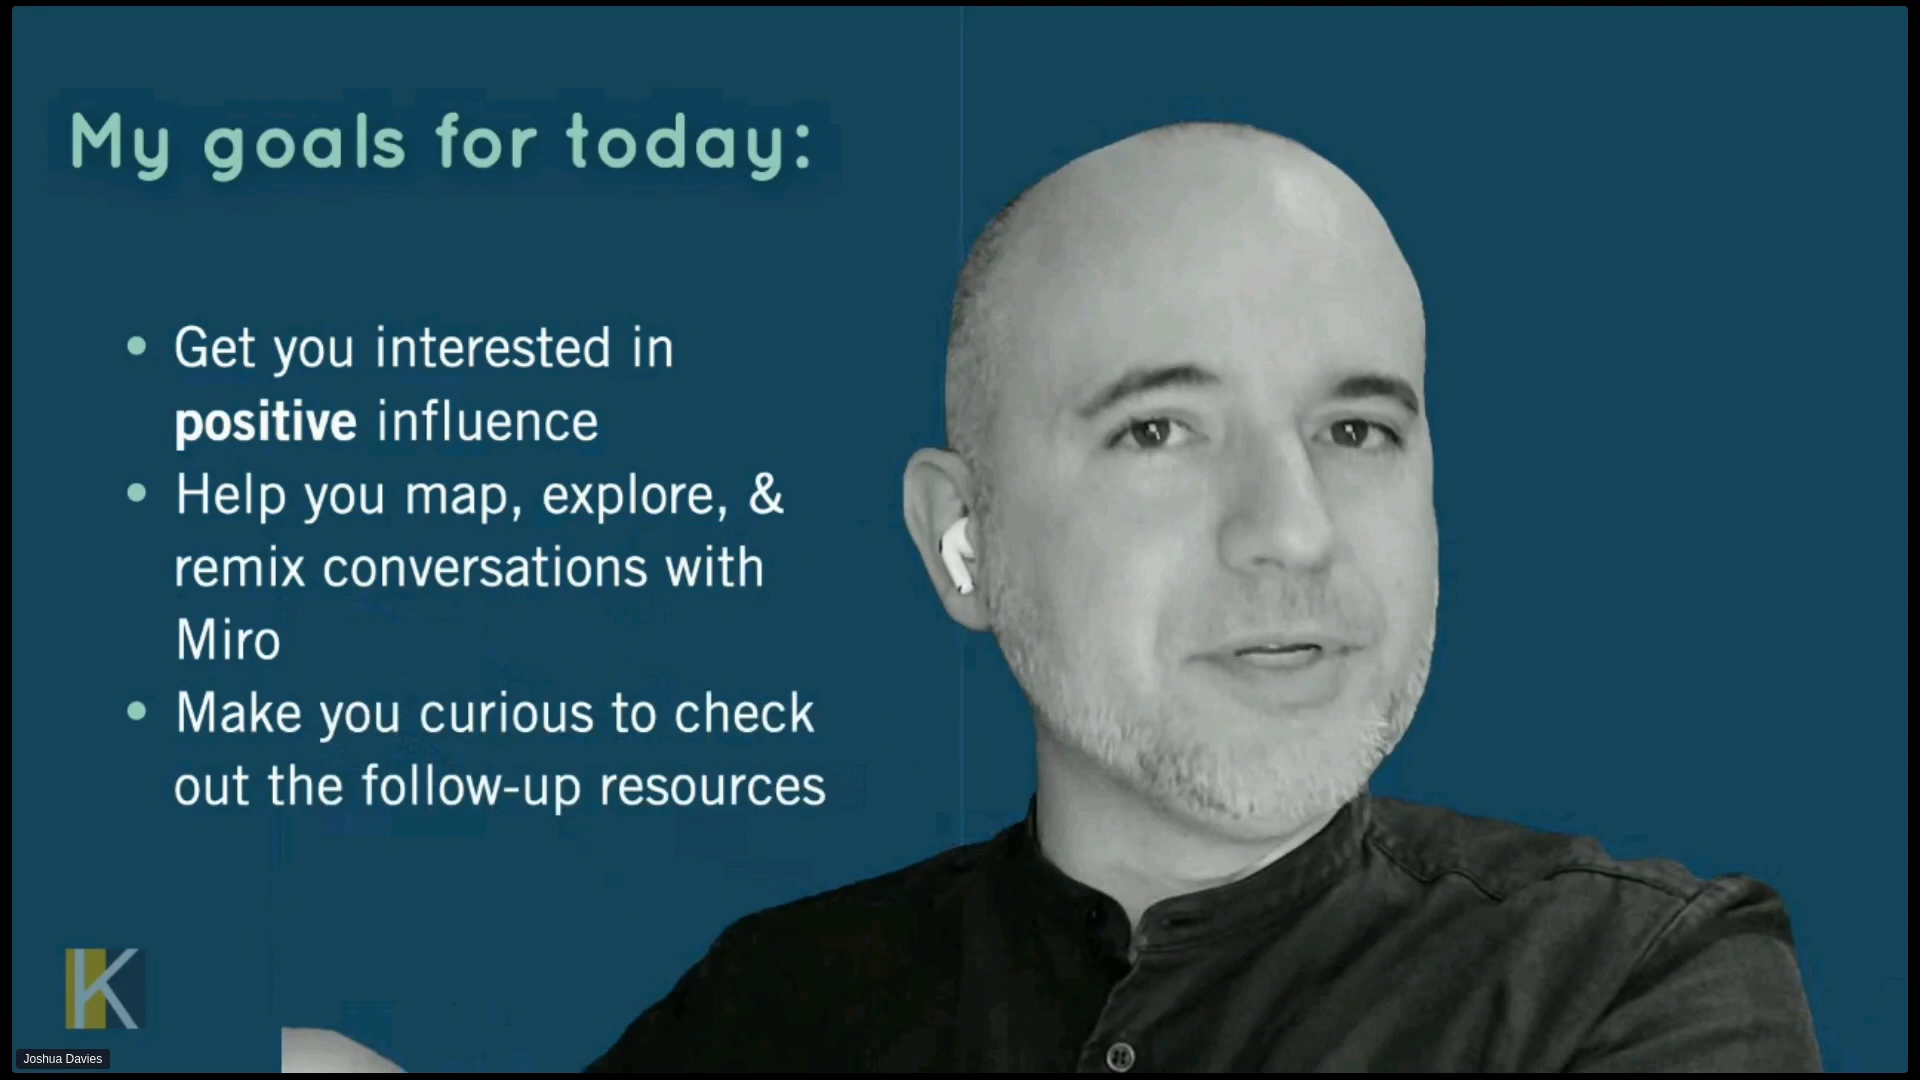 My goals for today:
• Get you interested in
positive influence
• Help you map, explore, &
remix conversations with
Miro
• Make you curious to check
out the follow-up resources
K
Joshua Davies